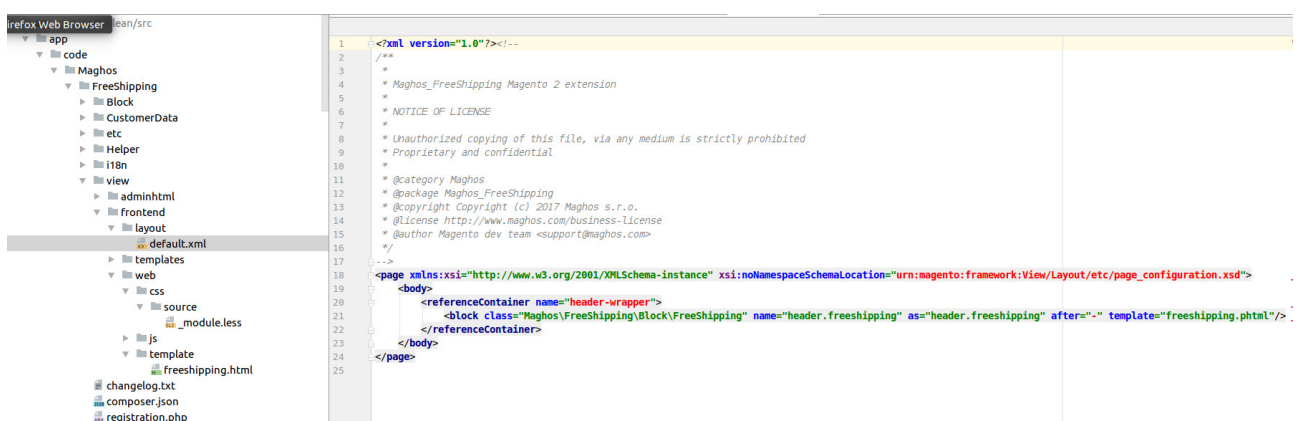 irefox Web Browser
lean/src
app
code
Maghos
FreeShipping
Block
CustomerData
etc
Helper
i18n
view
adminhtml
frontend
layout
default.xml
templates
web
css
source
_module.less
js
template
freeshipping.html
changelog.txt
composer.json
registration.php
1 <?xml version="1.0"?><!--
2 /**
3 *
4 * Maghos_FreeShipping Magento 2 extension
5 *
6 * NOTICE OF LICENSE
7 *
8 * Unauthorized copying of this file, via any medium is strictly prohibited
9 * Proprietary and confidential
10 *
11 * @category Maghos
12 * @package Maghos_FreeShipping
13 * @copyright Copyright (c) 2017 Maghos s.r.o.
14 * @license http://www.maghos.com/business-license
15 * @author Magento dev team <support@maghos.com>
16 */
17 -->
18 <page xmlns:xsi="http://www.w3.org/2001/XMLSchema-instance" xsi:noNamespaceSchemaLocation="urn:magento:framework:View/Layout/etc/page_configuration.xsd">
19 <body>
20 <referenceContainer name="header-wrapper">
21 <block class="Maghos\FreeShipping\Block\FreeShipping" name="header.freeshipping" as="header.freeshipping" after="-" template="freeshipping.phtml"/>
22 </referenceContainer>
23 </body>
24 </page>
25